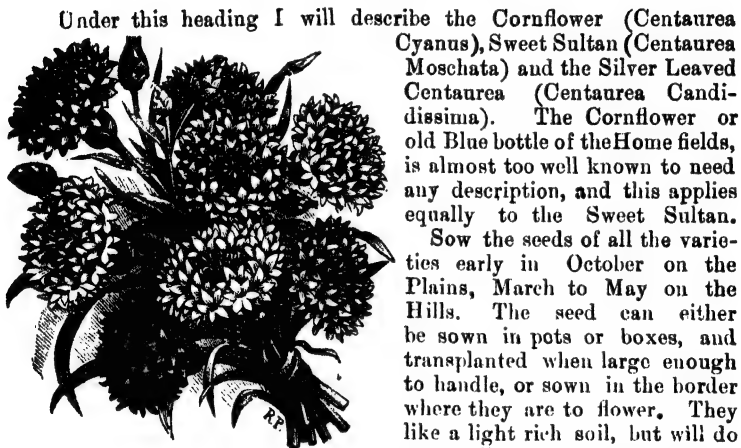 Under this heading I will describe the Cornflower (Centaurea
Cyanus), Sweet Sultan (Centaurea
Moschata) and the Silver Leaved
Centaurea (Centaurea Candi-
dissima). The Cornflower or
old Blue bottle of the Home fields,
is almost too well known to need
any description, and this applies
equally to the Sweet Sultan.
Sow the seeds of all the varie-
ties early in October on the
Plains, March to May on the
Hills. The seed can either
be sown in pots or boxes, and
transplanted when large enough
to handle, or sown in the border
where they are to flower. They
like a light rich soil, but will do
R.P.